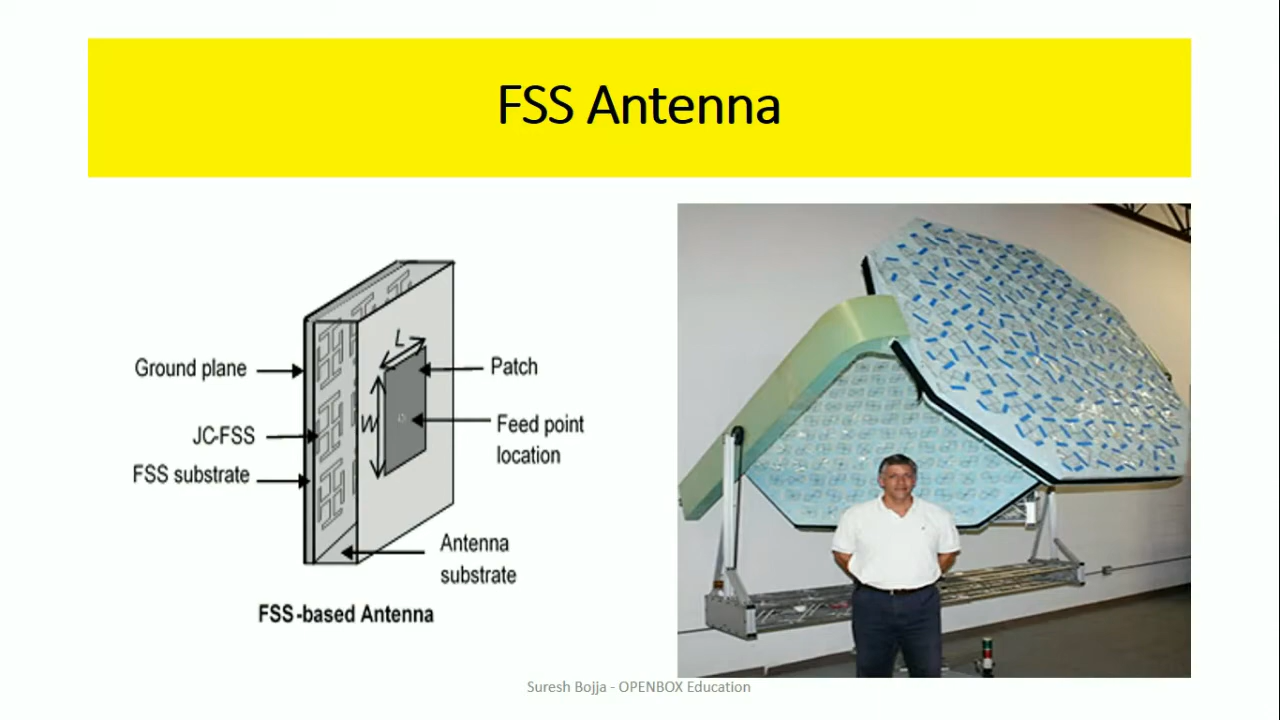 FSS Antenna
Ground plane
JC-FSS
FSS substrate
L
W
Patch
Feed point
location
Antenna
substrate
FSS-based Antenna
Suresh Bojja - OPENBOX Education